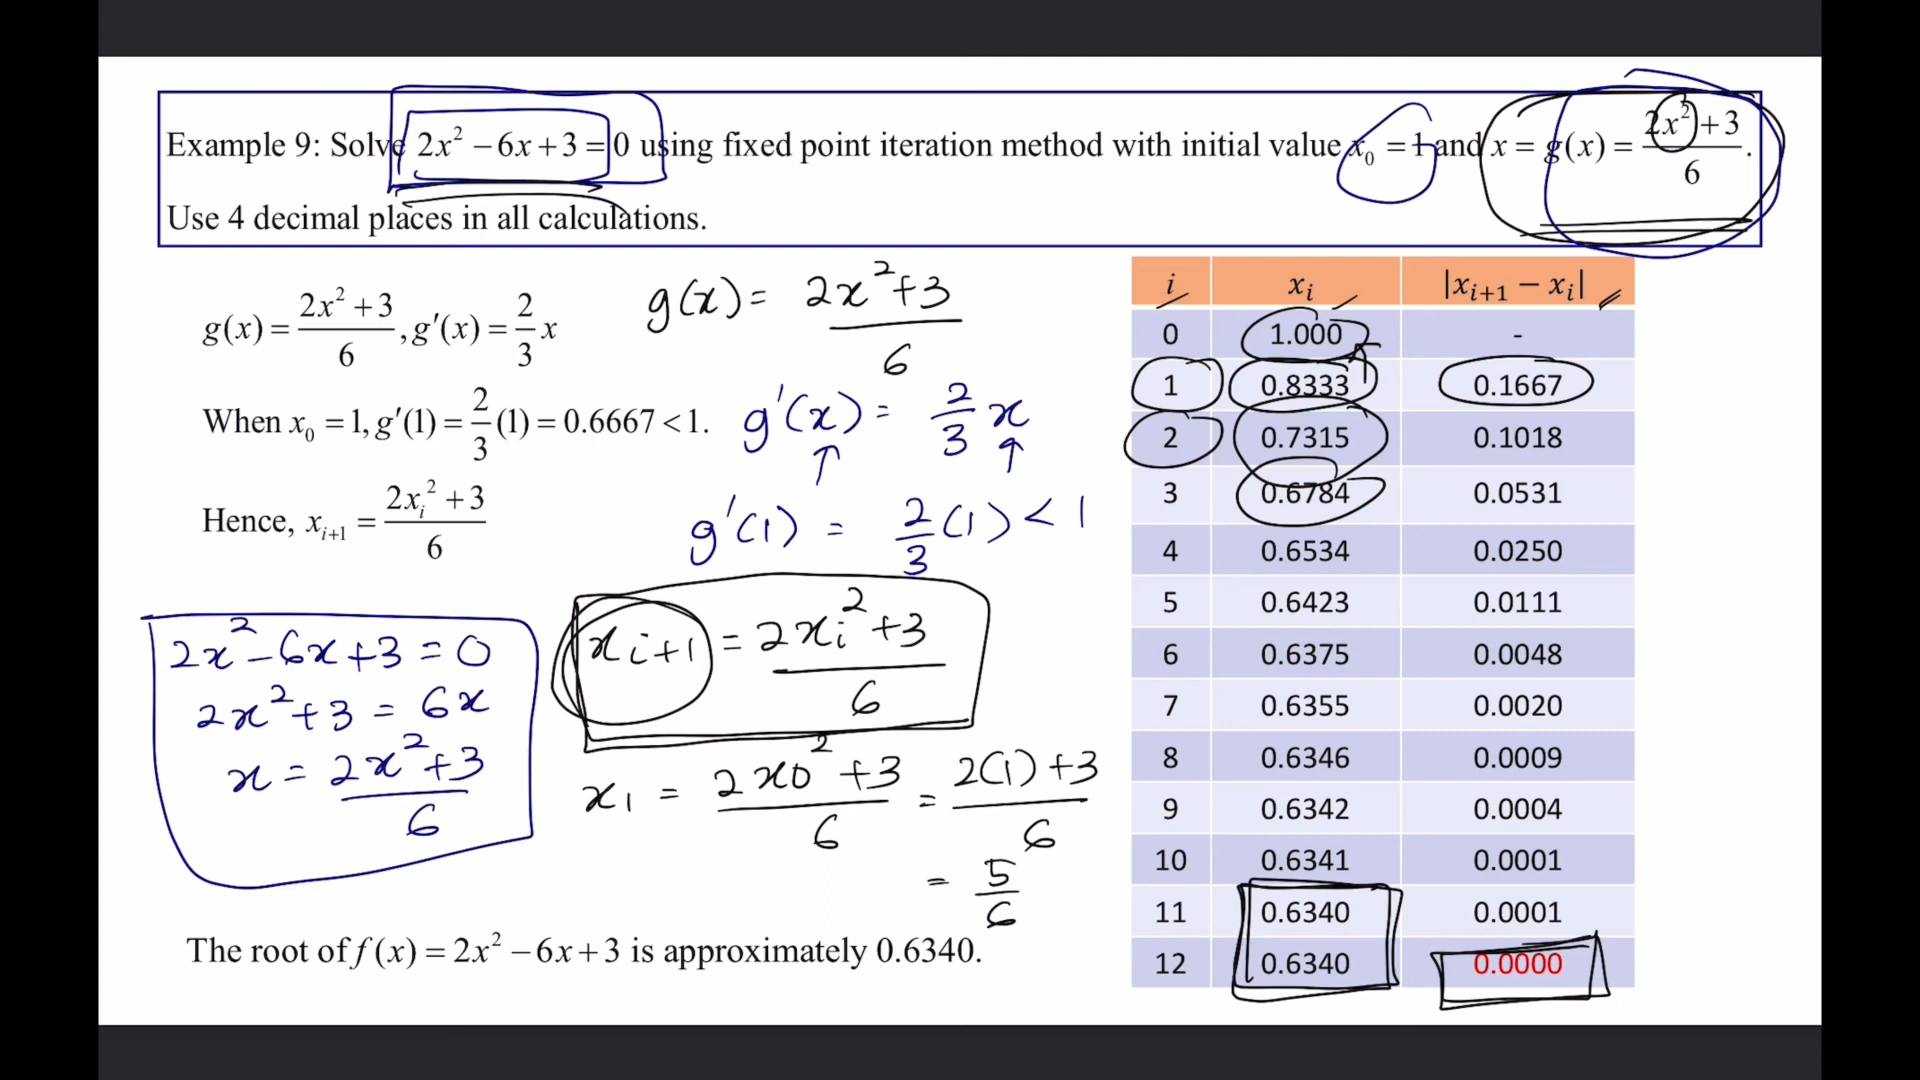 Example 9: Solve 2x² − 6x + 3 = 0 using fixed point iteration method with initial value x₀ = 1 and x = g(x) = (2x² + 3)/6.
Use 4 decimal places in all calculations.
g(x) = (2x² + 3)/6, g′(x) = 2/3 x
When x₀ = 1, g′(1) = 2/3 (1) = 0.6667 < 1.
Hence, xᵢ₊₁ = (2xᵢ² + 3)/6
g(x) = (2x² + 3)/6
g'(x) = 2/3 x
g'(1) = 2/3 (1) < 1
2x² − 6x + 3 = 0
2x² + 3 = 6x
x = (2x² + 3)/6
xᵢ₊₁ = (2xᵢ² + 3)/6
x₁ = (2x₀² + 3)/6 = (2(1) + 3)/6
= 5/6
The root of f(x) = 2x² − 6x + 3 is approximately 0.6340.
i xᵢ |xᵢ₊₁ − xᵢ|
0 1.000 -
1 0.8333 0.1667
2 0.7315 0.1018
3 0.6784 0.0531
4 0.6534 0.0250
5 0.6423 0.0111
6 0.6375 0.0048
7 0.6355 0.0020
8 0.6346 0.0009
9 0.6342 0.0004
10 0.6341 0.0001
11 0.6340 0.0001
12 0.6340 0.0000